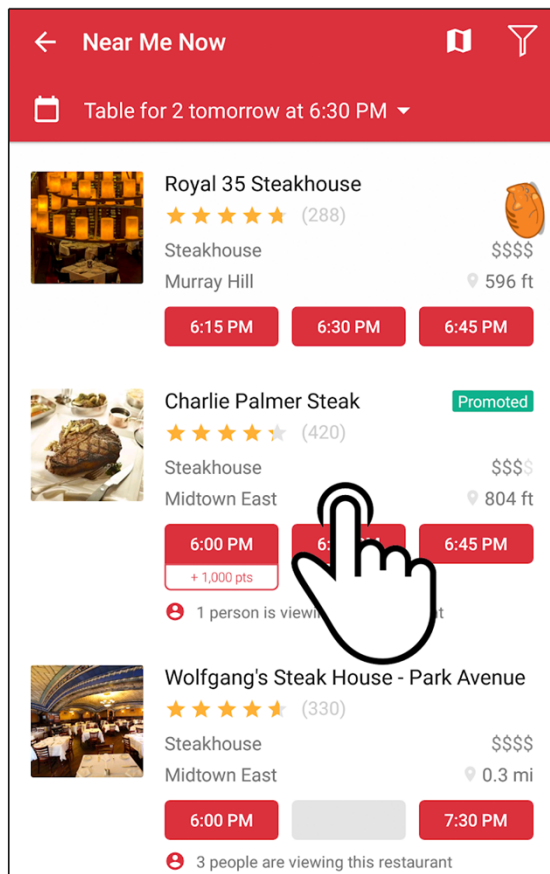 Near Me Now
Table for 2 tomorrow at 6:30 PM
Royal 35 Steakhouse
(288)
Steakhouse $$$$
Murray Hill 596 ft
6:15 PM 6:30 PM 6:45 PM
Charlie Palmer Steak Promoted
(420)
Steakhouse $$$$
Midtown East 804 ft
6:00 PM 6:45 PM
+ 1,000 pts
1 person is
Wolfgang's Steak House - Park Avenue
(330)
Steakhouse $$$$
Midtown East 0.3 mi
6:00 PM 7:30 PM
3 people are viewing this restaurant